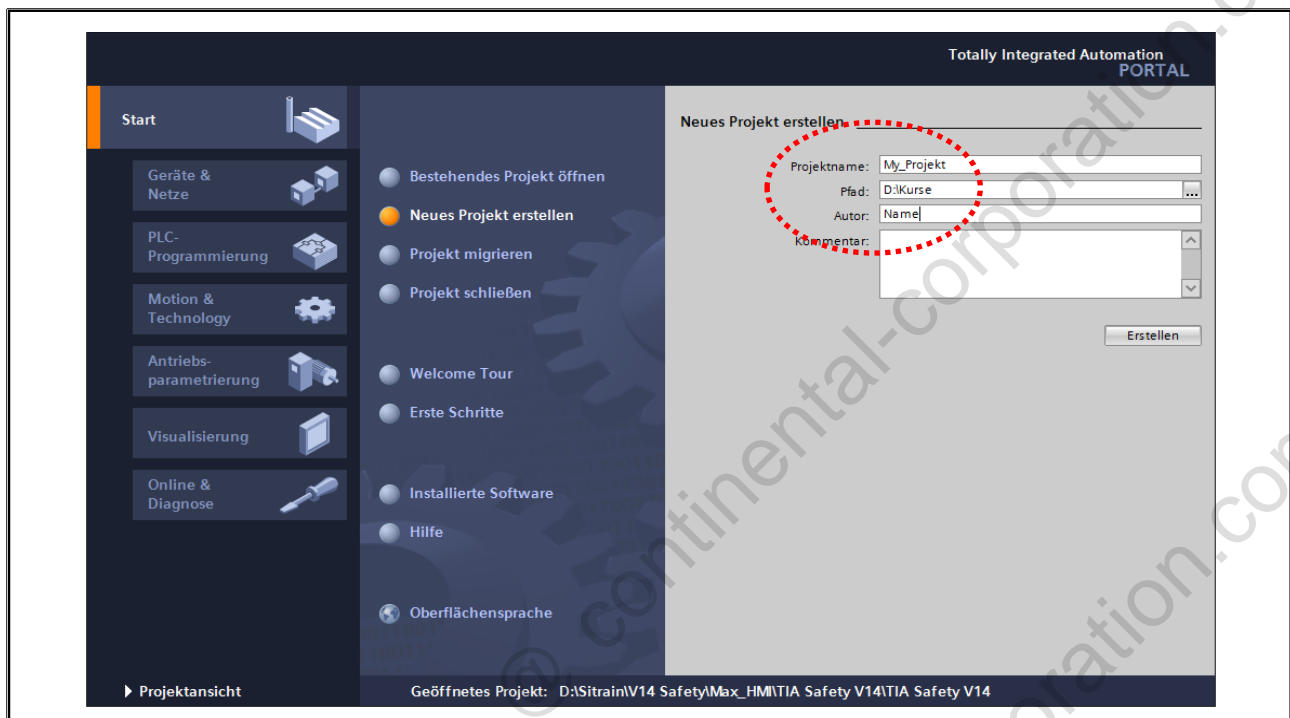 Totally Integrated Automation
PORTAL
Start
Geräte &
Netze
PLC-
Programmierung
Motion &
Technology
Antriebs-
parametrierung
Visualisierung
Online &
Diagnose
Projektansicht
Bestehendes Projekt öffnen
Neues Projekt erstellen
Projekt migrieren
Projekt schließen
Welcome Tour
Erste Schritte
Installierte Software
Hilfe
Oberflächensprache
Neues Projekt erstellen
Projektname: My_Projekt
Pfad: D:\Kurse
...
Autor: Name
Kommentar:
Erstellen
Geöffnetes Projekt: D:\Sitrain\V14 Safety\Max_HMI\TIA Safety V14\TIA Safety V14
@ continental-corporation.co